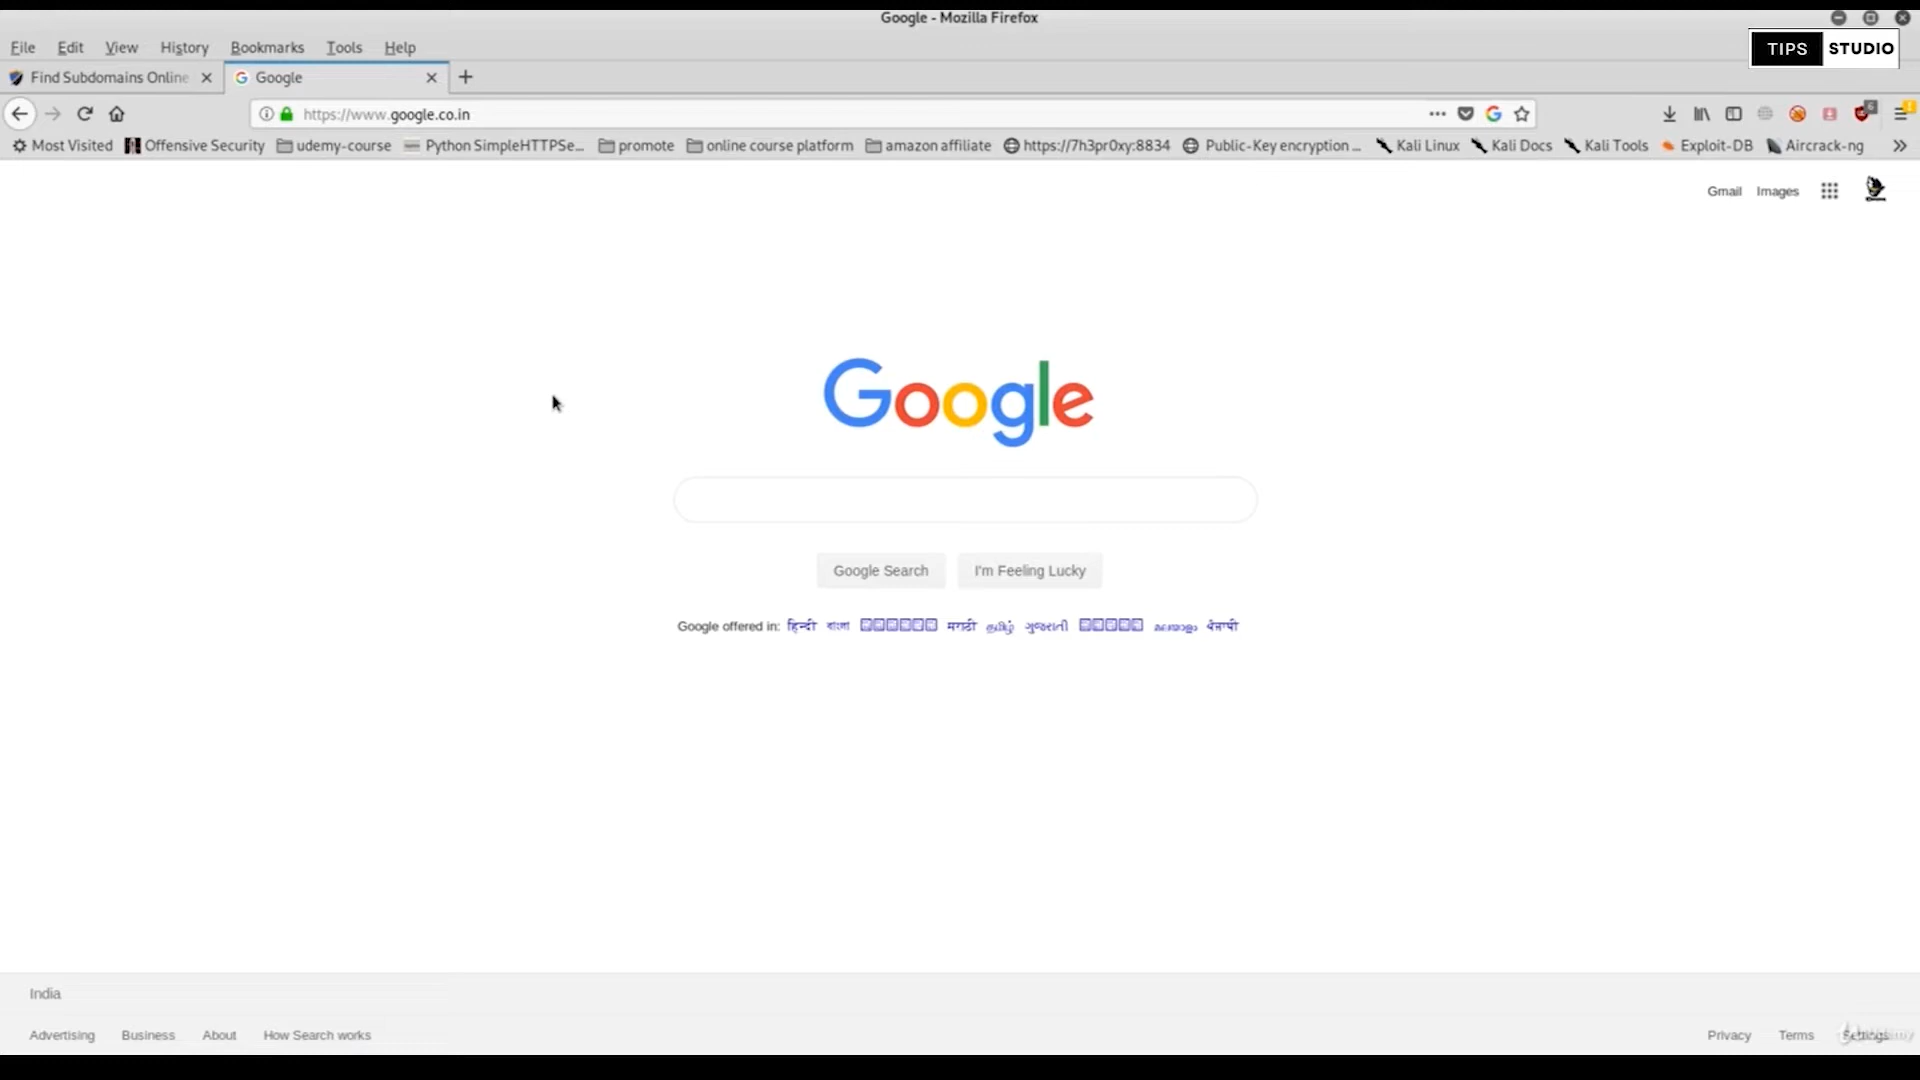 Google - Mozilla Firefox
File Edit View History Bookmarks Tools Help
TIPS STUDIO
Find Subdomains Online
Google
https://www.google.co.in
Most Visited Offensive Security udemy-course Python SimpleHTTPSe... promote online course platform amazon affiliate https://7h3pr0xy:8834 Public-Key encryption ... Kali Linux Kali Docs Kali Tools Exploit-DB Aircrack-ng
Gmail Images
Google
Google Search I'm Feeling Lucky
Google offered in: हिन्दी বাংলা मराठी தமிழ் ગુજરાતી മലയാളം ਪੰਜਾਬੀ
India
Advertising Business About How Search works
Privacy Terms Settings